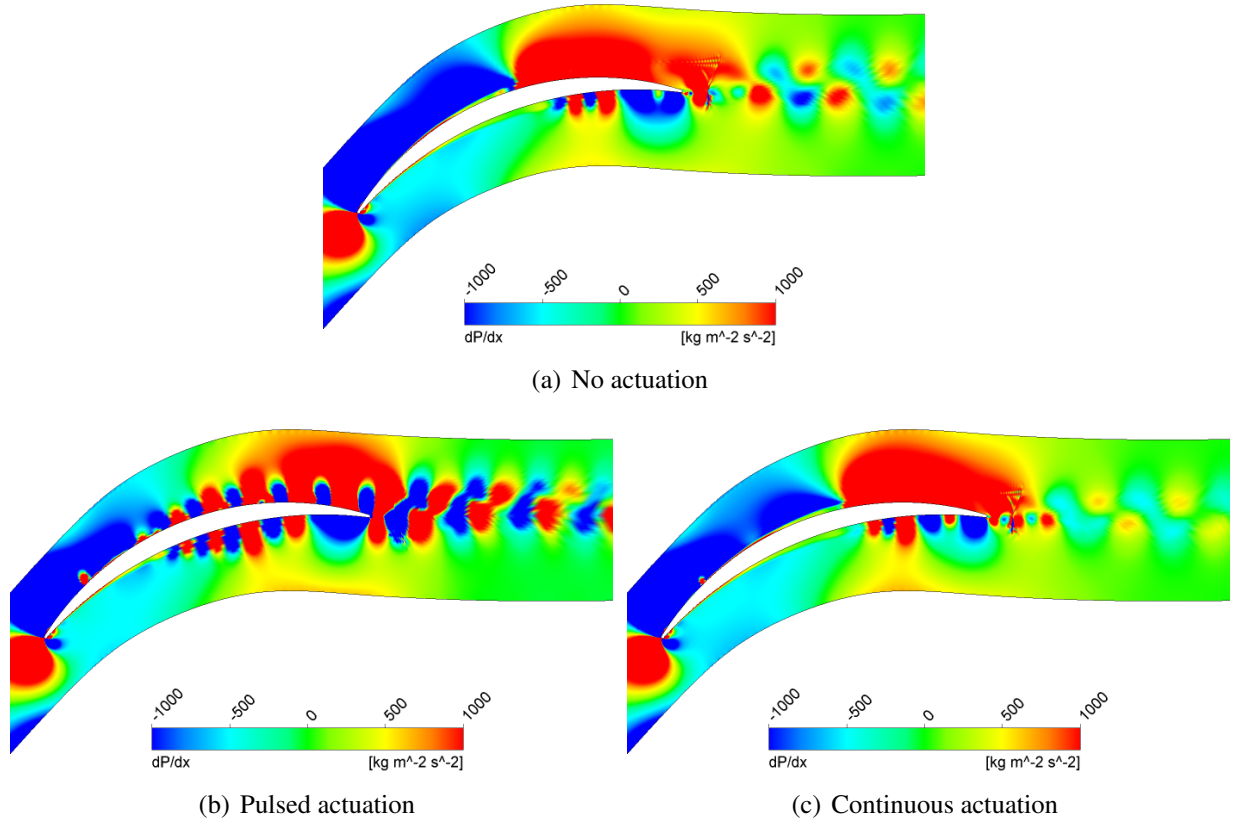 -1000 -500 0 500 1000
dP/dx [kg m^-2 s^-2]
(a) No actuation
-1000 -500 0 500 1000
dP/dx [kg m^-2 s^-2]
(b) Pulsed actuation
-1000 -500 0 500 1000
dP/dx [kg m^-2 s^-2]
(c) Continuous actuation